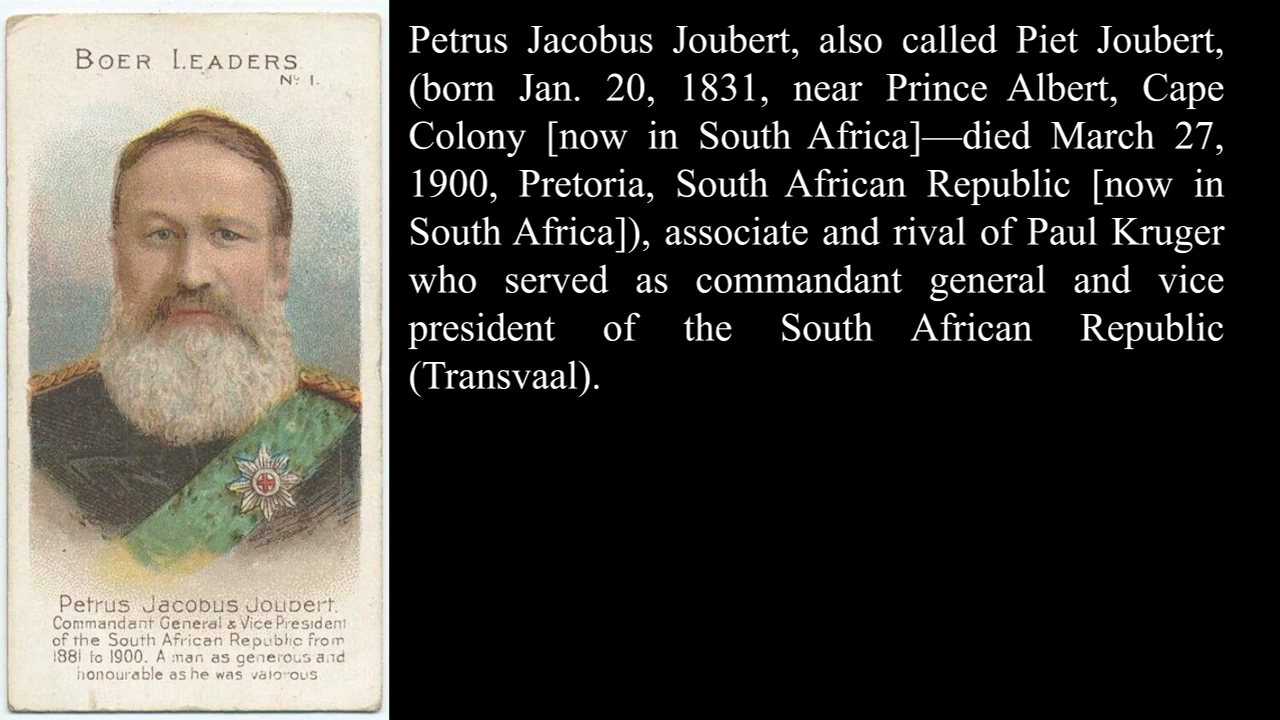 BOER LEADERS
Nº 1.
Petrus Jacobus Joubert.
Commandant General & Vice President
of the South African Republic from
1881 to 1900. A man as generous and
honourable as he was valorous
Petrus Jacobus Joubert, also called Piet Joubert,
(born Jan. 20, 1831, near Prince Albert, Cape
Colony [now in South Africa]—died March 27,
1900, Pretoria, South African Republic [now in
South Africa]), associate and rival of Paul Kruger
who served as commandant general and vice
president of the South African Republic
(Transvaal).